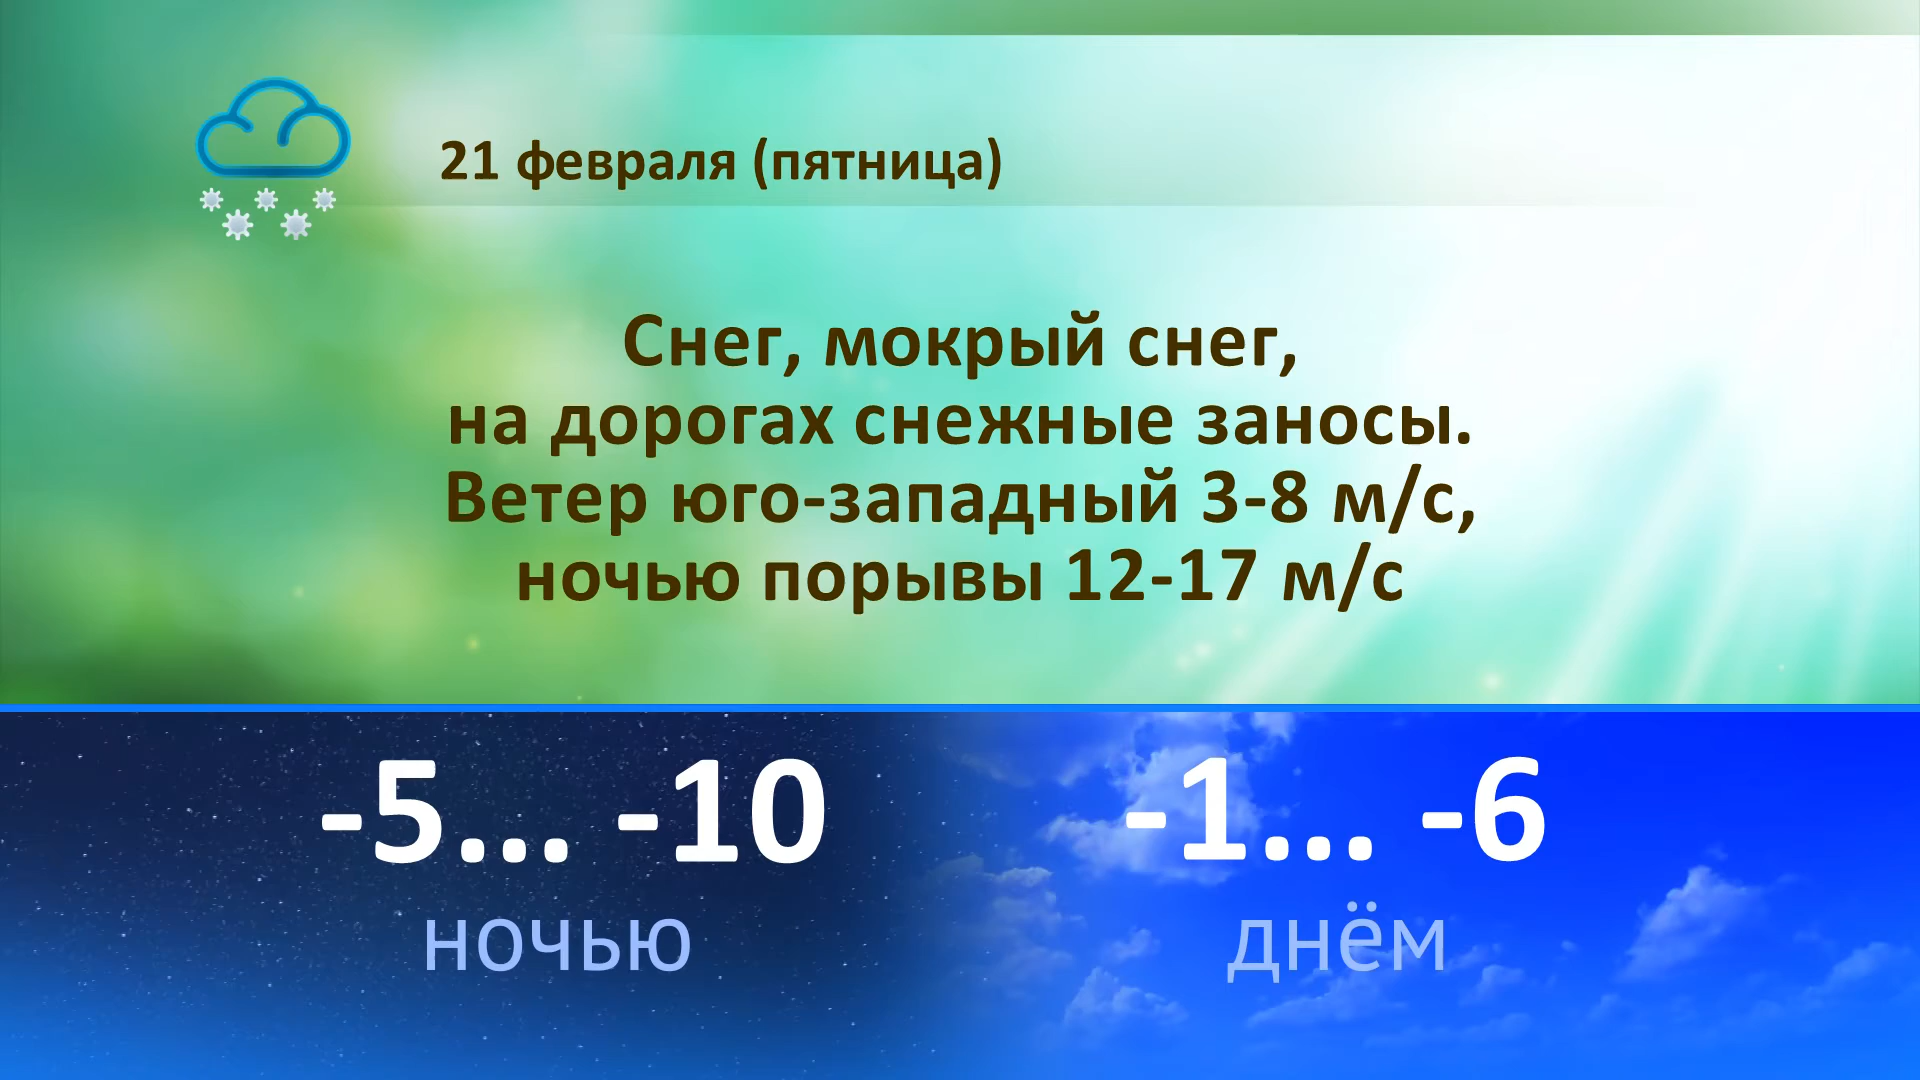 21 февраля (пятница)
Снег, мокрый снег,
на дорогах снежные заносы.
Ветер юго-западный 3-8 м/с,
ночью порывы 12-17 м/с
-5... -10
-1... -6
ночью
днём